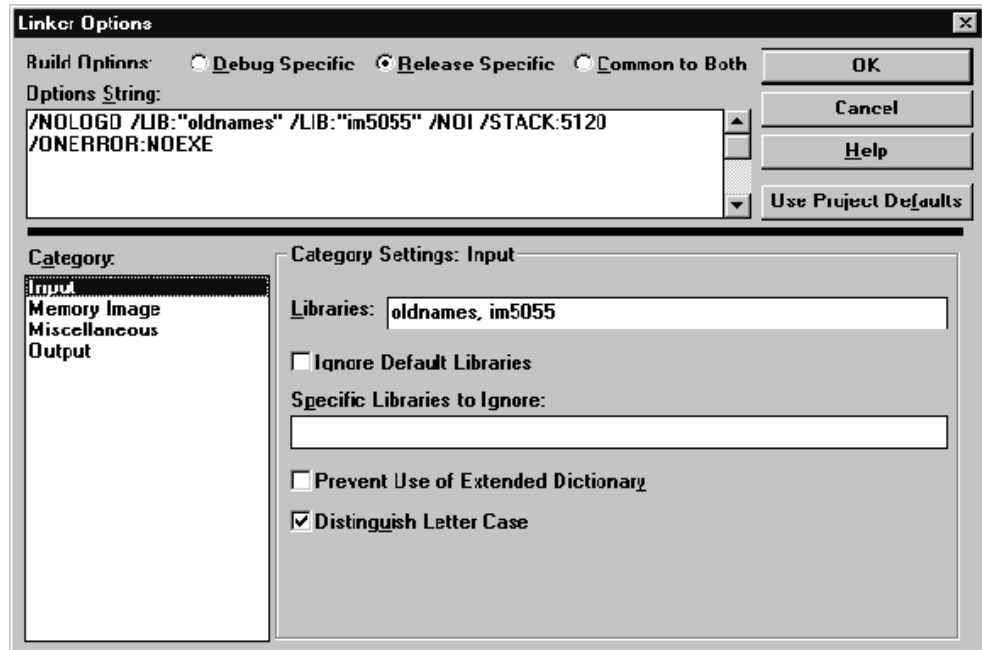 Linker Options
Build Options: Debug Specific Release Specific Common to Both
OK
Options String:
/NOLOGO /LIB:"oldnames" /LIB:"im5055" /NOI /STACK:5120
/ONERROR:NOEXE
Cancel
Help
Use Project Defaults
Category:
Input
Memory Image
Miscellaneous
Output
Category Settings: Input
Libraries: oldnames, im5055
Ignore Default Libraries
Specific Libraries to Ignore:
Prevent Use of Extended Dictionary
Distinguish Letter Case